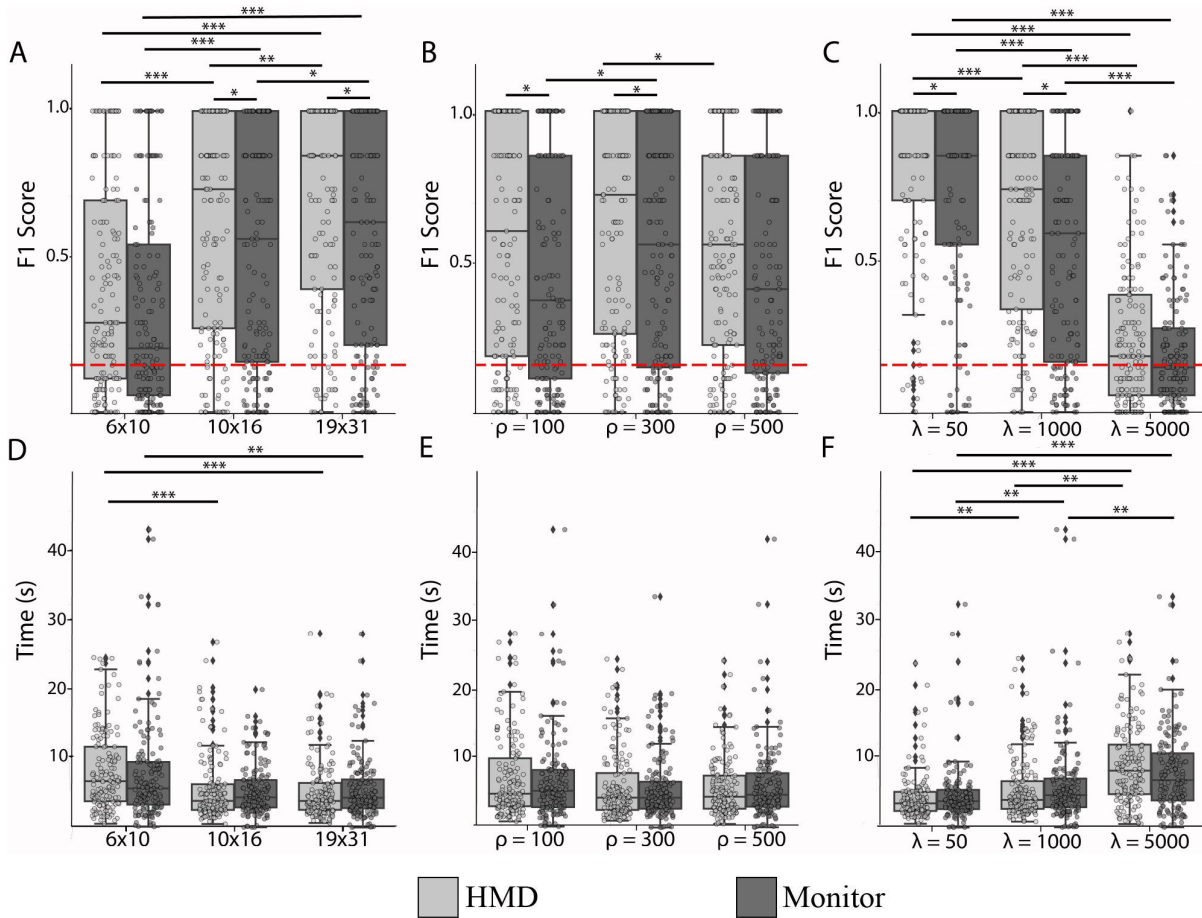 A
***
***
***
**
***
*
*
*
F1 Score
1.0
0.5
6x10
10x16
19x31
B
*
*
*
*
F1 Score
1.0
0.5
ρ = 100
ρ = 300
ρ = 500
C
***
***
***
***
***
***
*
*
F1 Score
1.0
0.5
λ = 50
λ = 1000
λ = 5000
D
**
***
***
Time (s)
40
30
20
10
6x10
10x16
19x31
E
Time (s)
40
30
20
10
ρ = 100
ρ = 300
ρ = 500
F
***
***
**
**
**
**
Time (s)
40
30
20
10
λ = 50
λ = 1000
λ = 5000
HMD
Monitor